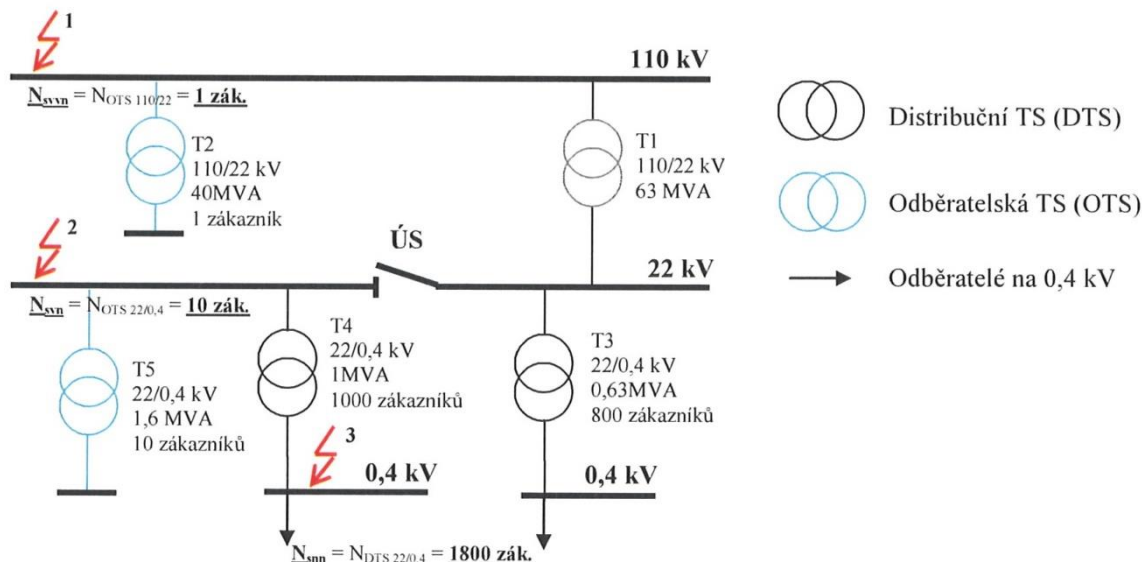 1
110 kV
N_svvn = N_OTS 110/22 = 1 zák.
T2
110/22 kV
40MVA
1 zákazník
T1
110/22 kV
63 MVA
Distribuční TS (DTS)
Odběratelská TS (OTS)
Odběratelé na 0,4 kV
2
ÚS
22 kV
N_svn = N_OTS 22/0,4 = 10 zák.
T5
22/0,4 kV
1,6 MVA
10 zákazníků
T4
22/0,4 kV
1MVA
1000 zákazníků
T3
22/0,4 kV
0,63MVA
800 zákazníků
3
0,4 kV
0,4 kV
N_snn = N_DTS 22/0,4 = 1800 zák.